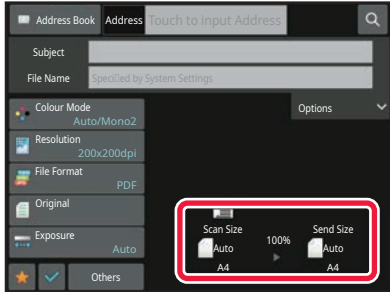 Address Book Address Touch to input Address
Subject
File Name Specified by System Settings
Colour Mode
Auto/Mono2
Options
Resolution
200x200dpi
File Format
PDF
Original
Exposure
Auto
Others
Scan Size
Auto
A4
100%
Send Size
Auto
A4